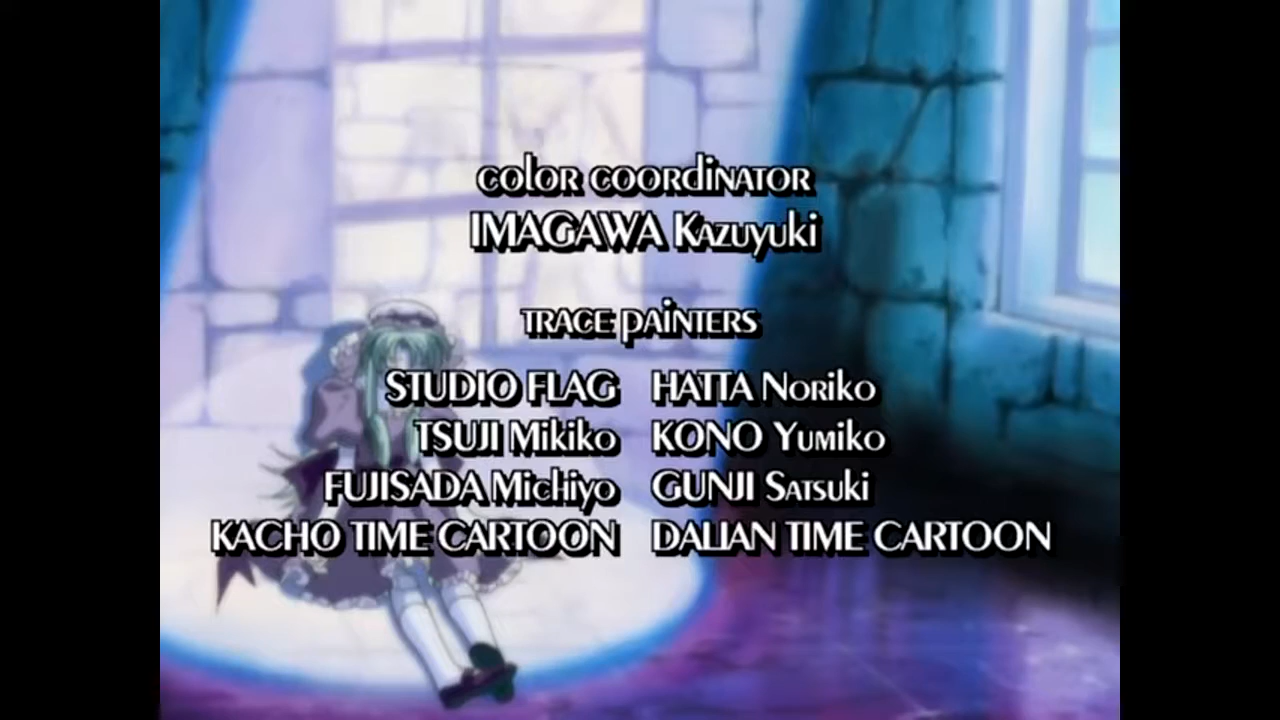 color coordinator
IMAGAWA Kazuyuki
trace painters
STUDIO FLAG HATTA Noriko
TSUJI Mikiko KONO Yumiko
FUJISADA Michiyo GUNJI Satsuki
KACHO TIME CARTOON DALIAN TIME CARTOON